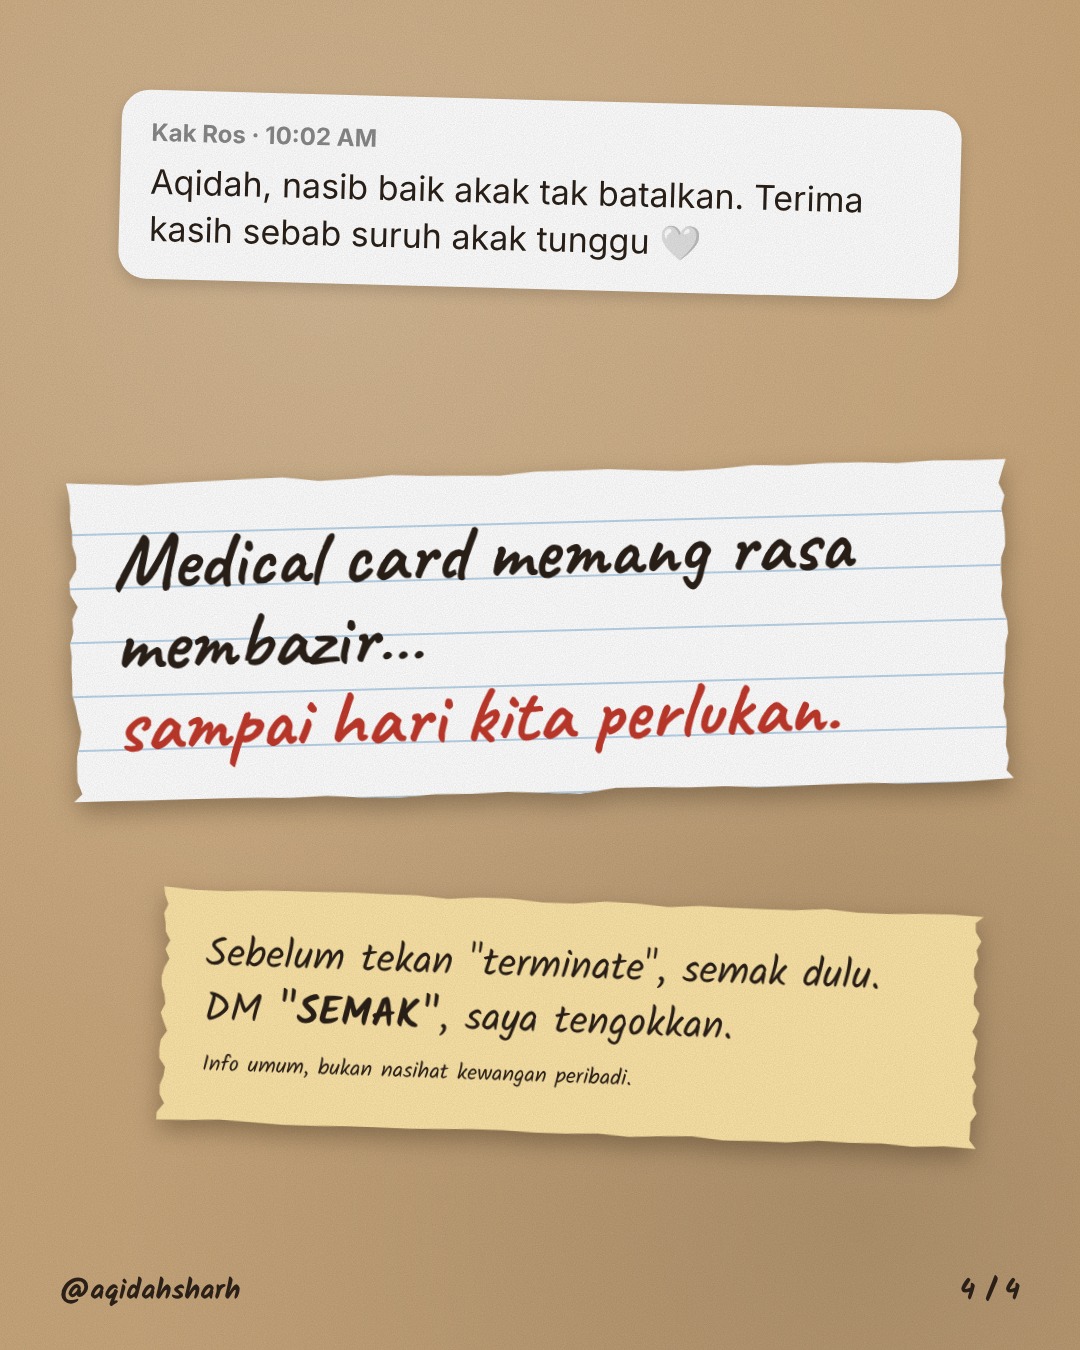 Kak Ros · 10:02 AM
Aqidah, nasib baik akak tak batalkan. Terima
kasih sebab suruh akak tunggu 🤍
Medical card memang rasa
membazir...
sampai hari kita perlukan.
Sebelum tekan "terminate", semak dulu.
DM "SEMAK", saya tengokkan.
Info umum, bukan nasihat kewangan peribadi.
@aqidahsharh
4 / 4